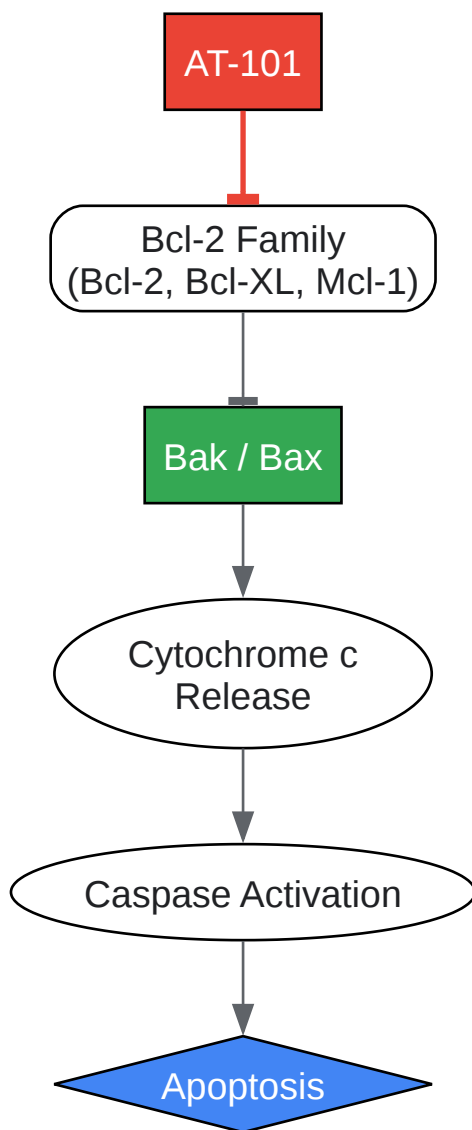 AT-101
Bcl-2 Family
(Bcl-2, Bcl-XL, Mcl-1)
Bak / Bax
Cytochrome c
Release
Caspase Activation
Apoptosis